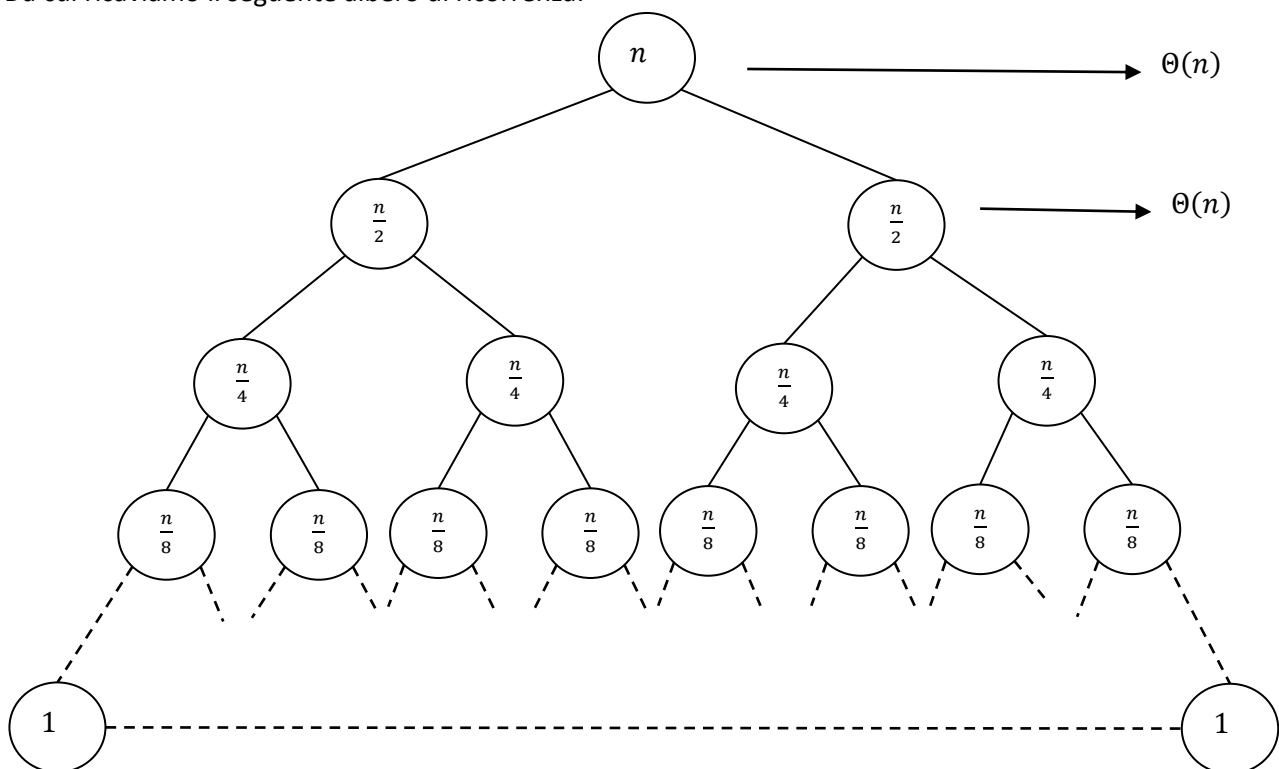 Da cui ricaviamo il seguente albero di ricorrenza:
n Θ(n)
n/2 n/2 Θ(n)
n/4 n/4 n/4 n/4
n/8 n/8 n/8 n/8 n/8 n/8 n/8 n/8
1 1